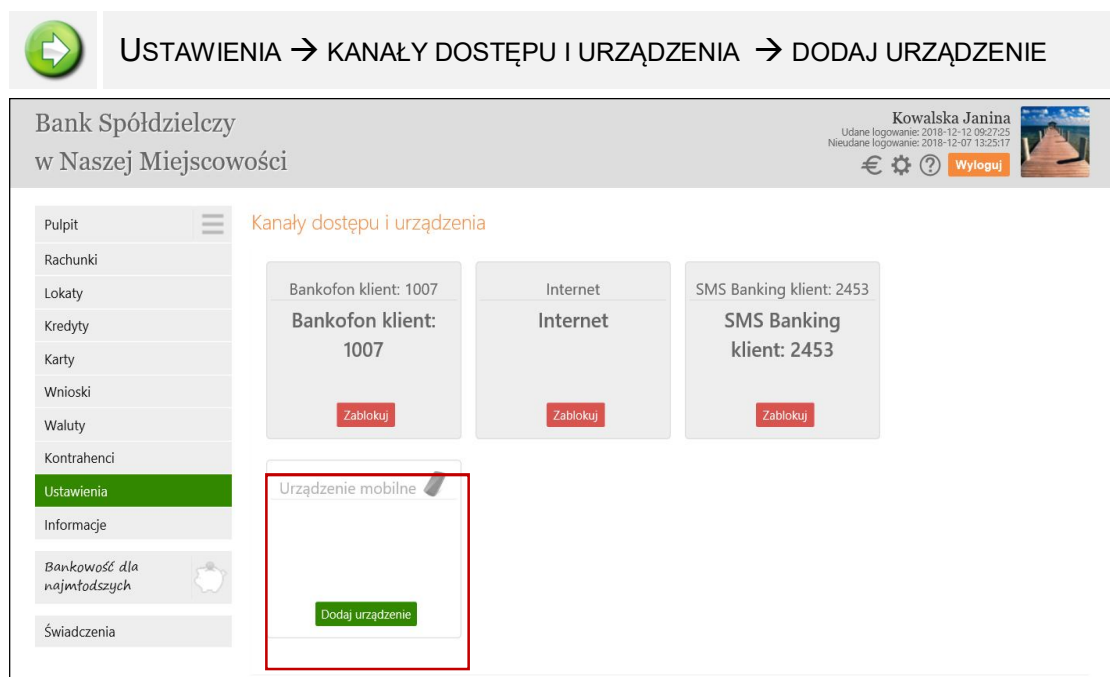 USTAWIENIA → KANAŁY DOSTĘPU I URZĄDZENIA → DODAJ URZĄDZENIE
Bank Spółdzielczy
w Naszej Miejscowości
Kowalska Janina
Udane logowanie: 2018-12-12 09:27:25
Nieudane logowanie: 2018-12-07 13:25:17
€ Wyloguj
Pulpit
Rachunki
Lokaty
Kredyty
Karty
Wnioski
Waluty
Kontrahenci
Ustawienia
Informacje
Bankowość dla
najmłodszych
Świadczenia
Kanały dostępu i urządzenia
Bankofon klient: 1007
Bankofon klient:
1007
Zablokuj
Internet
Internet
Zablokuj
SMS Banking klient: 2453
SMS Banking
klient: 2453
Zablokuj
Urządzenie mobilne
Dodaj urządzenie